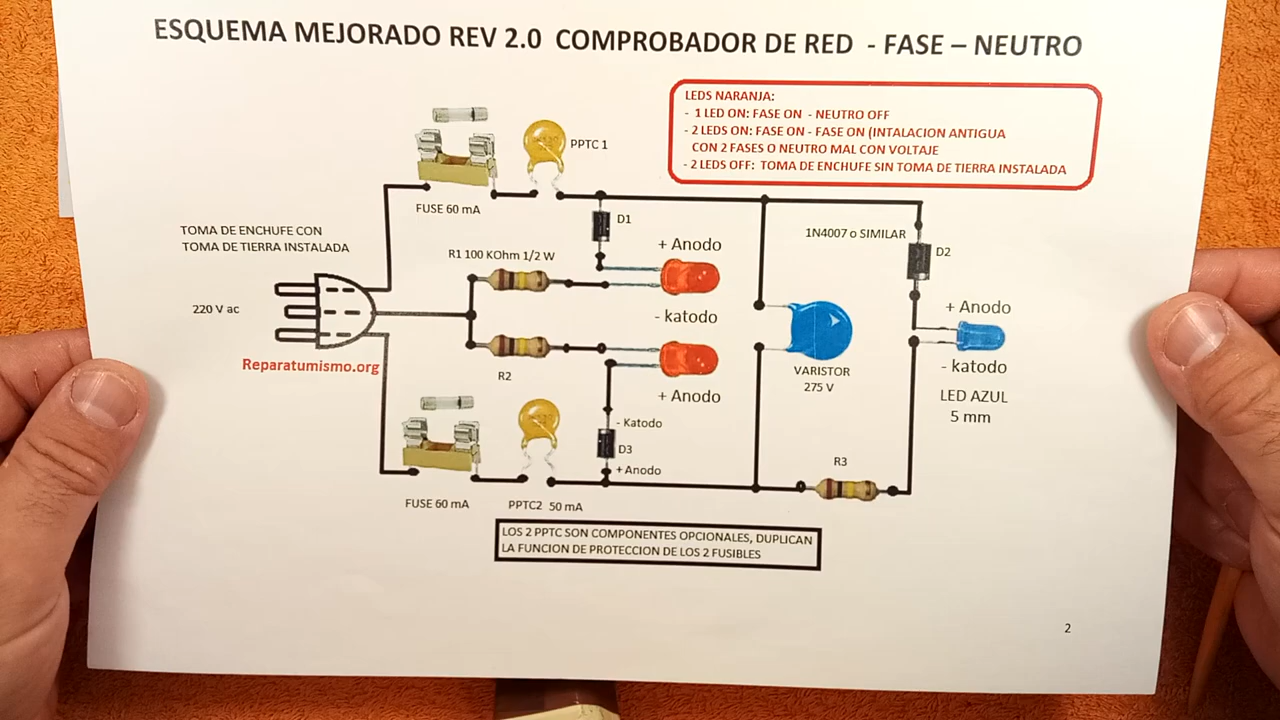 ESQUEMA MEJORADO REV 2.0 COMPROBADOR DE RED - FASE – NEUTRO
LEDS NARANJA:
- 1 LED ON: FASE ON - NEUTRO OFF
- 2 LEDS ON: FASE ON - FASE ON (INTALACION ANTIGUA
CON 2 FASES O NEUTRO MAL CON VOLTAJE
- 2 LEDS OFF: TOMA DE ENCHUFE SIN TOMA DE TIERRA INSTALADA
PPTC 1
FUSE 60 mA
D1
TOMA DE ENCHUFE CON
TOMA DE TIERRA INSTALADA
1N4007 o SIMILAR
D2
R1 100 KOhm 1/2 W
+ Anodo
220 V ac
- katodo
+ Anodo
Reparatumismo.org
R2
VARISTOR
275 V
- katodo
LED AZUL
5 mm
+ Anodo
- Katodo
D3
+ Anodo
R3
FUSE 60 mA
PPTC2 50 mA
LOS 2 PPTC SON COMPONENTES OPCIONALES, DUPLICAN
LA FUNCION DE PROTECCION DE LOS 2 FUSIBLES
2